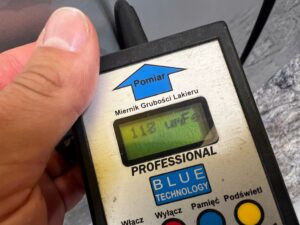 Pomiar
Miernik Grubości Lakieru
112 umFe
PROFESSIONAL
BLUE
TECHNOLOGY
Włącz Wyłącz Pamięć Podświetl